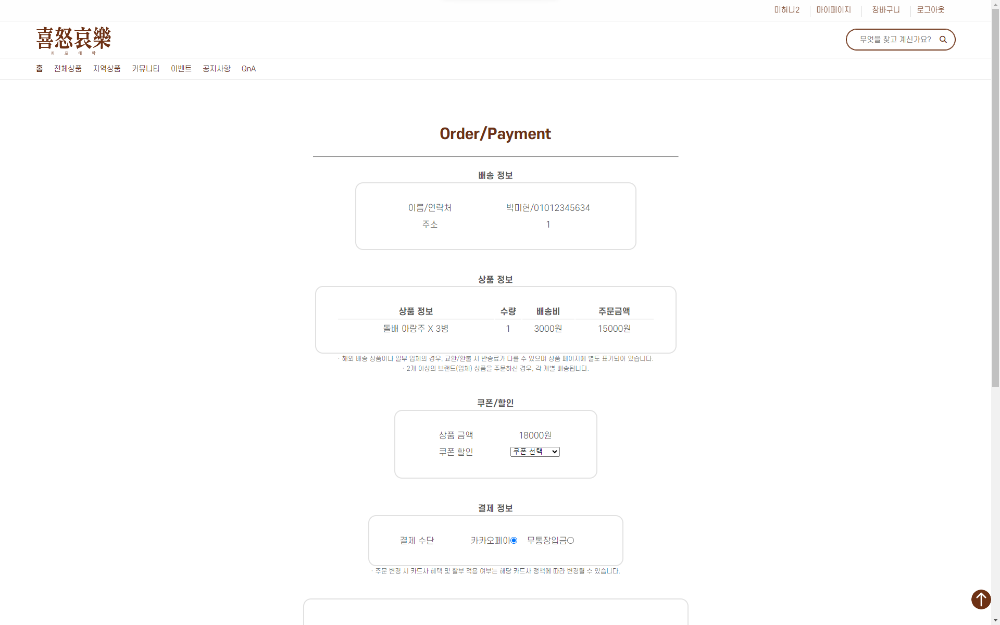 미혀니2 마이페이지 장바구니 로그아웃
喜怒哀樂
희 로 애 락
무엇을 찾고 계신가요?
홈 전체상품 지역상품 커뮤니티 이벤트 공지사항 QnA
Order/Payment
배송 정보
이름/연락처 박미현/01012345634
주소 1
상품 정보
상품 정보 수량 배송비 주문금액
돌배 아랑주 X 3병 1 3000원 15000원
· 해외 배송 상품이나 일부 업체의 경우, 교환/환불 시 반송료가 다를 수 있으며 상품 페이지에 별도 표기되어 있습니다.
· 2개 이상의 브랜드(업체) 상품을 주문하신 경우, 각 개별 배송됩니다.
쿠폰/할인
상품 금액 18000원
쿠폰 할인 쿠폰 선택
결제 정보
결제 수단 카카오페이 무통장입금
· 주문 변경 시 카드사 혜택 및 할부 적용 여부는 해당 카드사 정책에 따라 변경될 수 있습니다.